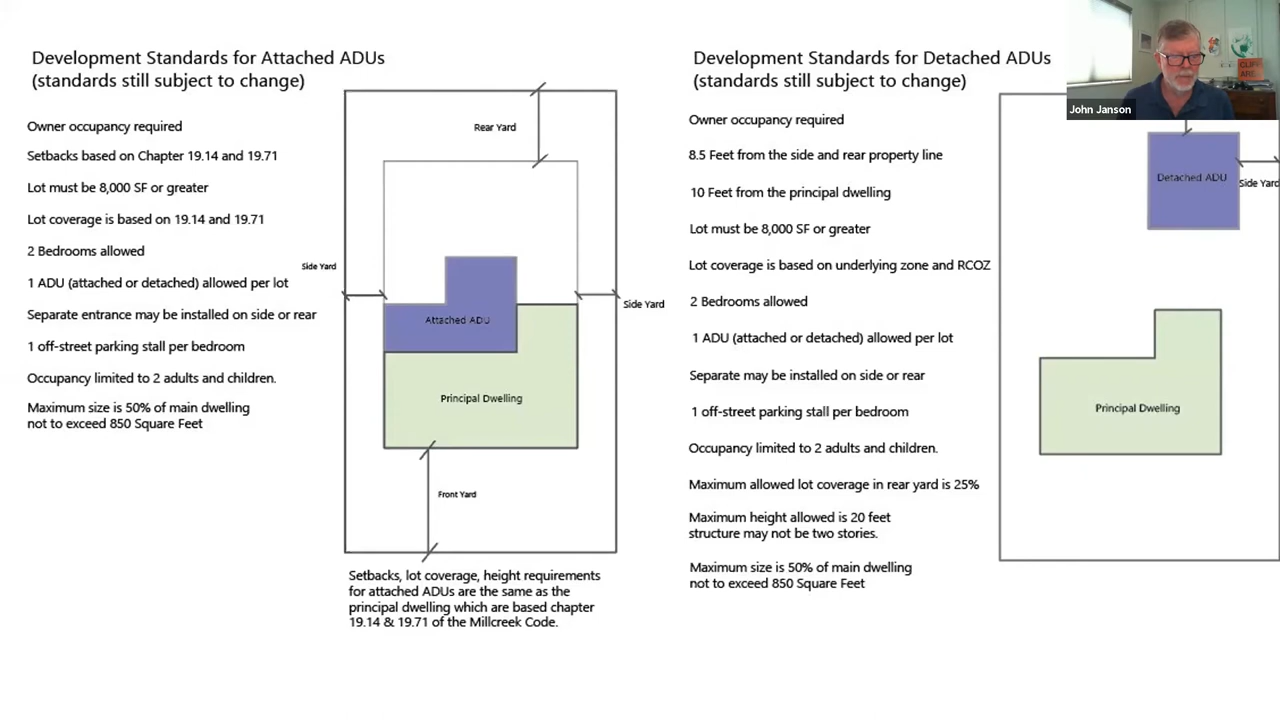 Development Standards for Attached ADUs
(standards still subject to change)
Owner occupancy required
Setbacks based on Chapter 19.14 and 19.71
Lot must be 8,000 SF or greater
Lot coverage is based on 19.14 and 19.71
2 Bedrooms allowed
1 ADU (attached or detached) allowed per lot
Separate entrance may be installed on side or rear
1 off-street parking stall per bedroom
Occupancy limited to 2 adults and children.
Maximum size is 50% of main dwelling
not to exceed 850 Square Feet
Rear Yard
Side Yard
Side Yard
Attached ADU
Principal Dwelling
Front Yard
Setbacks, lot coverage, height requirements
for attached ADUs are the same as the
principal dwelling which are based chapter
19.14 & 19.71 of the Millcreek Code.
Development Standards for Detached ADUs
(standards still subject to change)
Owner occupancy required
8.5 Feet from the side and rear property line
10 Feet from the principal dwelling
Lot must be 8,000 SF or greater
Lot coverage is based on underlying zone and RCOZ
2 Bedrooms allowed
1 ADU (attached or detached) allowed per lot
Separate may be installed on side or rear
1 off-street parking stall per bedroom
Occupancy limited to 2 adults and children.
Maximum allowed lot coverage in rear yard is 25%
Maximum height allowed is 20 feet
structure may not be two stories.
Maximum size is 50% of main dwelling
not to exceed 850 Square Feet
Detached ADU
Side Yard
Principal Dwelling
John Janson